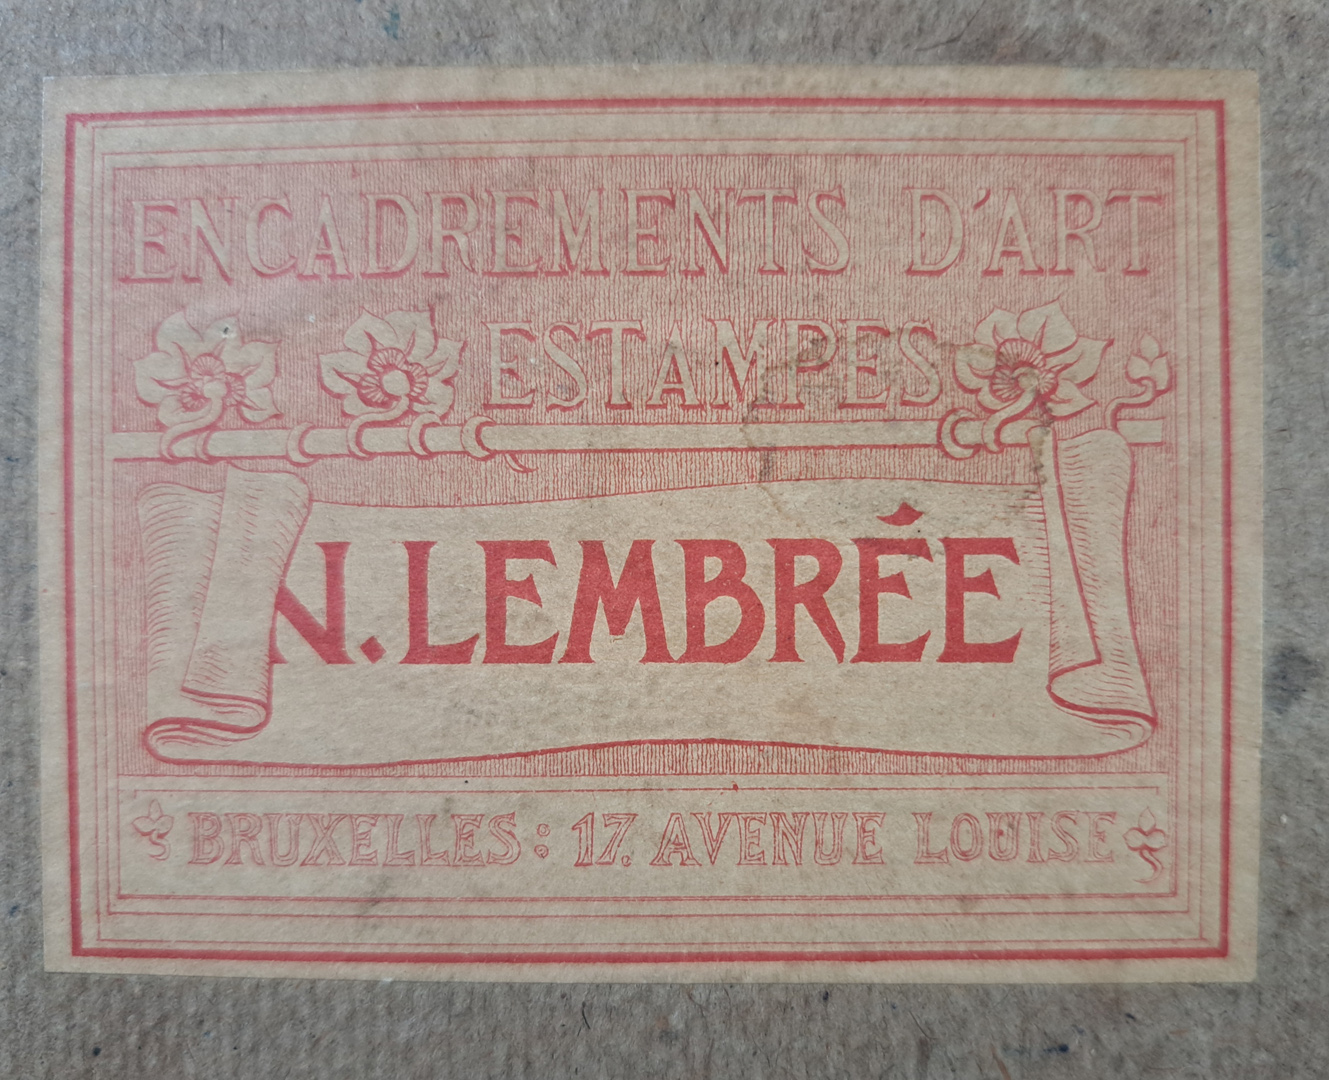 ENCADREMENTS D'ART
ESTAMPES
N. LEMBRÉE
BRUXELLES: 17. AVENUE LOUISE